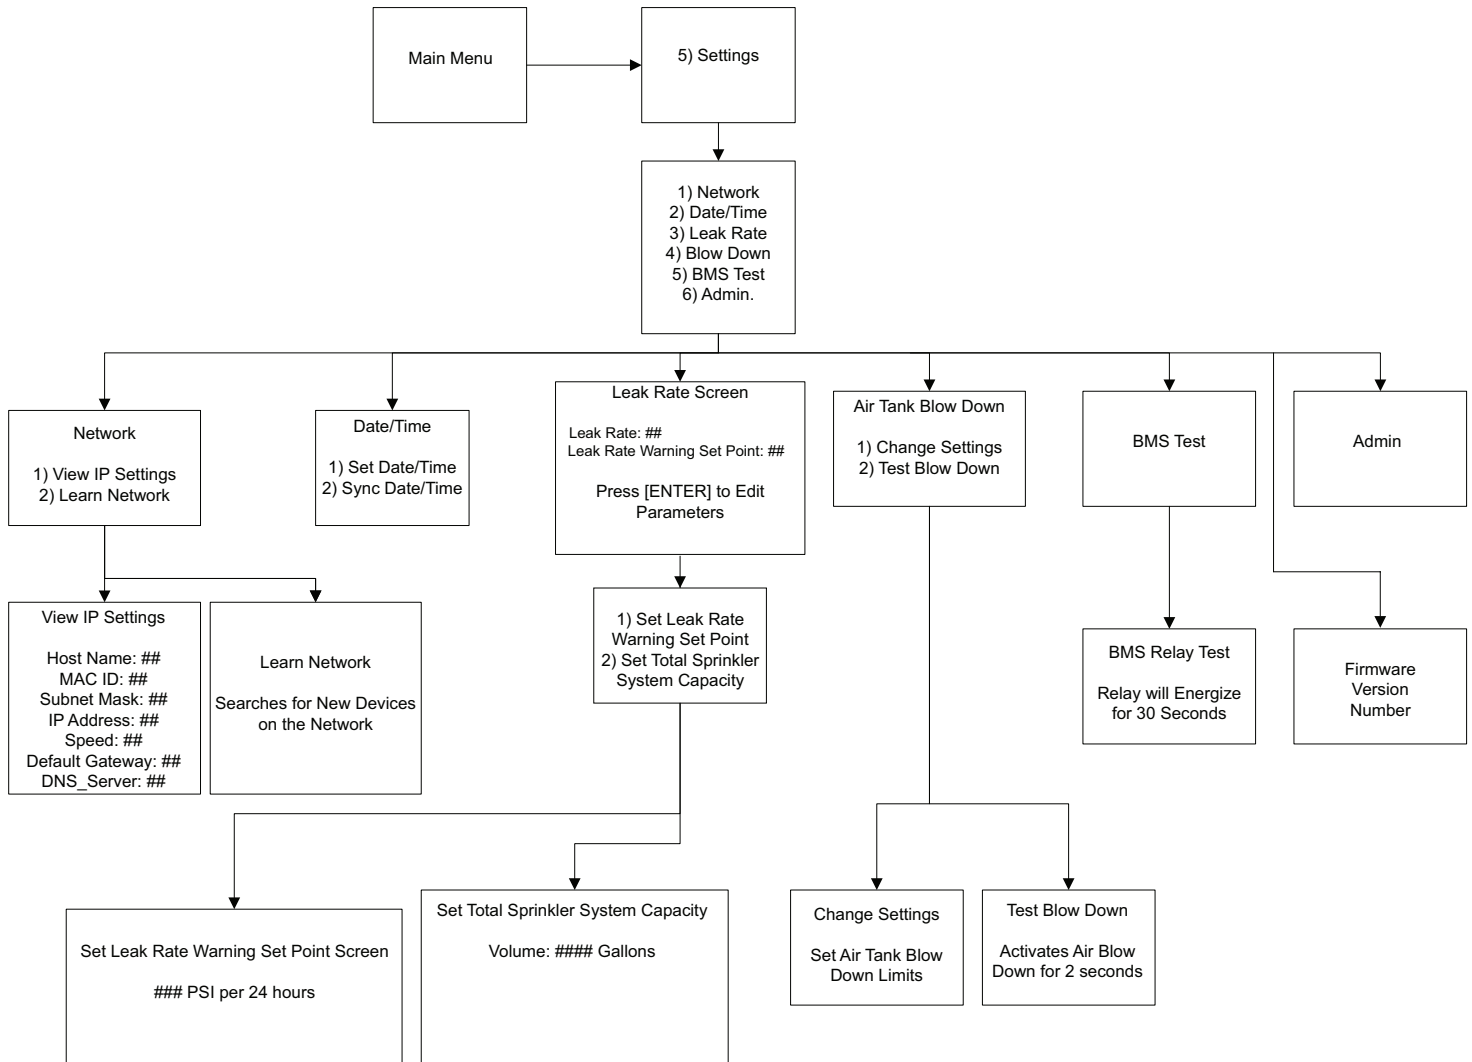 Main Menu
5) Settings
1) Network
2) Date/Time
3) Leak Rate
4) Blow Down
5) BMS Test
6) Admin.
Network
1) View IP Settings
2) Learn Network
Date/Time
1) Set Date/Time
2) Sync Date/Time
Leak Rate Screen
Leak Rate: ##
Leak Rate Warning Set Point: ##
Press [ENTER] to Edit
Parameters
Air Tank Blow Down
1) Change Settings
2) Test Blow Down
BMS Test
Admin
View IP Settings
Host Name: ##
MAC ID: ##
Subnet Mask: ##
IP Address: ##
Speed: ##
Default Gateway: ##
DNS_Server: ##
Learn Network
Searches for New Devices
on the Network
1) Set Leak Rate
Warning Set Point
2) Set Total Sprinkler
System Capacity
BMS Relay Test
Relay will Energize
for 30 Seconds
Firmware
Version
Number
Set Leak Rate Warning Set Point Screen
### PSI per 24 hours
Set Total Sprinkler System Capacity
Volume: #### Gallons
Change Settings
Set Air Tank Blow
Down Limits
Test Blow Down
Activates Air Blow
Down for 2 seconds